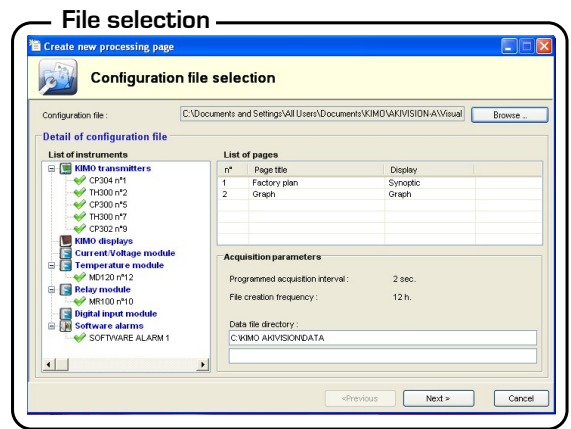 File selection
Create new processing page
Configuration file selection
Configuration file :
C:\Documents and Settings\All Users\Documents\KIMO\AKIVISION-A\Visual
Browse ...
Detail of configuration file
List of instruments
KIMO transmitters
CP304 n°1
TH300 n°2
CP300 n°5
TH300 n°7
CP302 n°9
KIMO displays
Current/Voltage module
Temperature module
MD120 n°12
Relay module
MR100 n°10
Digital input module
Software alarms
SOFTWARE ALARM 1
List of pages
n° Page title Display
1 Factory plan Synoptic
2 Graph Graph
Acquisition parameters
Programmed acquisition interval : 2 sec.
File creation frequency : 12 h.
Data file directory :
C:\KIMO AKIVISION\DATA
<Previous Next > Cancel